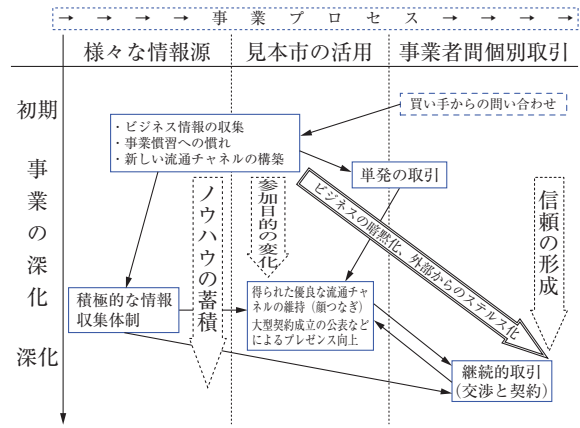 → → → → → 事 業 プ ロ セ ス → → → → →
様々な情報源
見本市の活用
事業者間個別取引
初期
事業の深化
深化
買い手からの問い合わせ
・ビジネス情報の収集
・事業慣習への慣れ
・新しい流通チャネルの構築
単発の取引
ノウハウの蓄積
参加目的の変化
ビジネスの暗黙化、外部からのステルス化
信頼の形成
積極的な情報
収集体制
得られた優良な流通チャ
ネルの維持（顔つなぎ）
大型契約成立の公表など
によるプレゼンス向上
継続的取引
（交渉と契約）